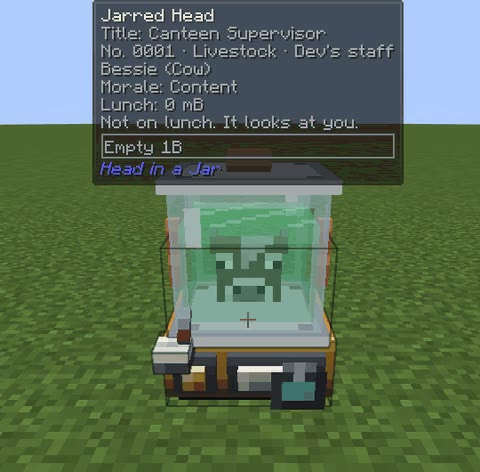 Jarred Head
Title: Canteen Supervisor
No. 0001 · Livestock · Dev's staff
Bessie (Cow)
Morale: Content
Lunch: 0 mB
Not on lunch. It looks at you.
Empty 1B
Head in a Jar